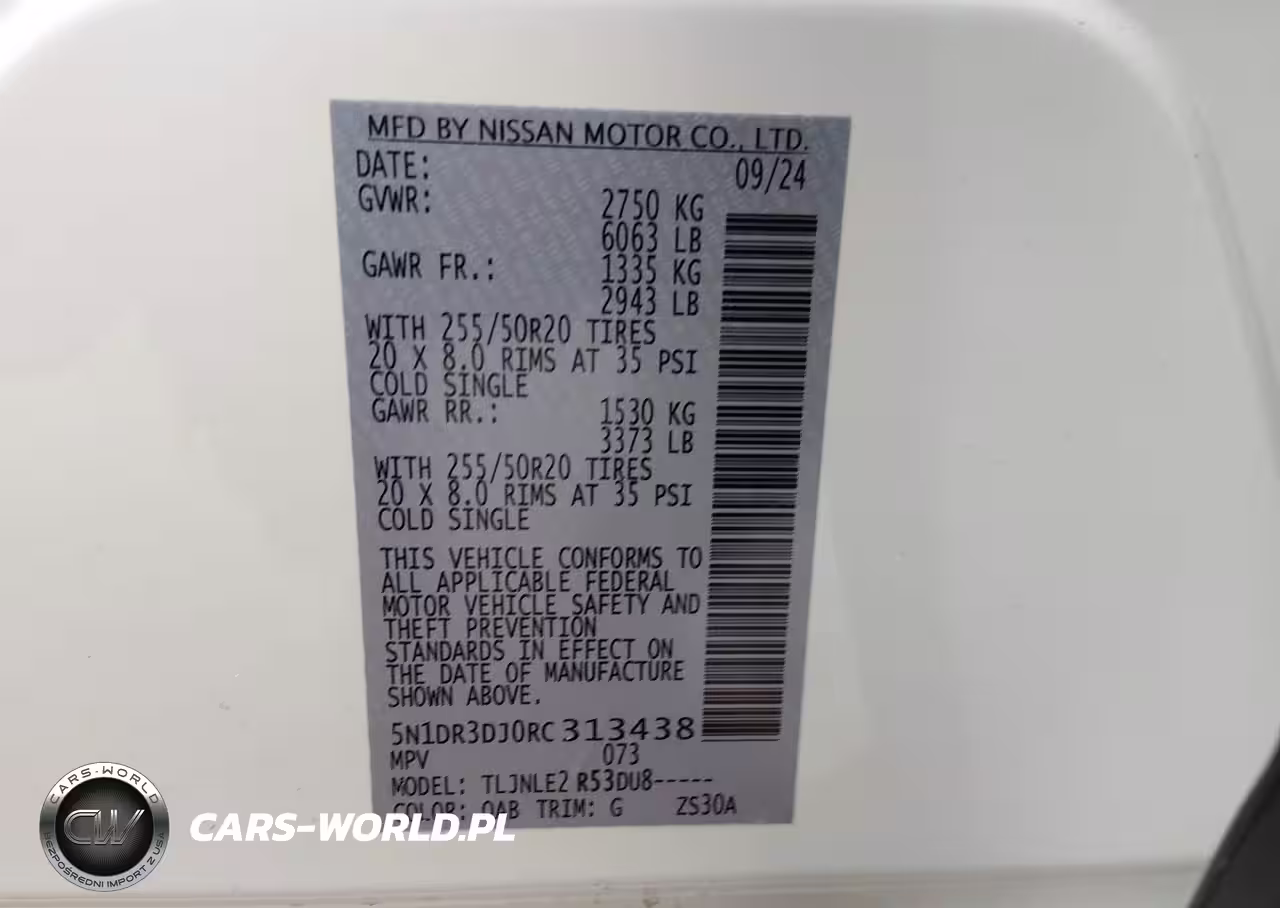 MFD BY NISSAN MOTOR CO., LTD.
DATE: 09/24
GVWR: 2750 KG
6063 LB
GAWR FR.: 1335 KG
2943 LB
WITH 255/50R20 TIRES
20 X 8.0 RIMS AT 35 PSI
COLD SINGLE
GAWR RR.: 1530 KG
3373 LB
WITH 255/50R20 TIRES
20 X 8.0 RIMS AT 35 PSI
COLD SINGLE
THIS VEHICLE CONFORMS TO
ALL APPLICABLE FEDERAL
MOTOR VEHICLE SAFETY AND
THEFT PREVENTION
STANDARDS IN EFFECT ON
THE DATE OF MANUFACTURE
SHOWN ABOVE.
5N1DR3DJ0RC313438
MPV 073
MODEL: TLJNLE2 R53DU8-----
COLOR: QAB TRIM: G ZS30A
CARS-WORLD
CW
BEZPOŚREDNI IMPORT Z USA
CARS-WORLD.PL